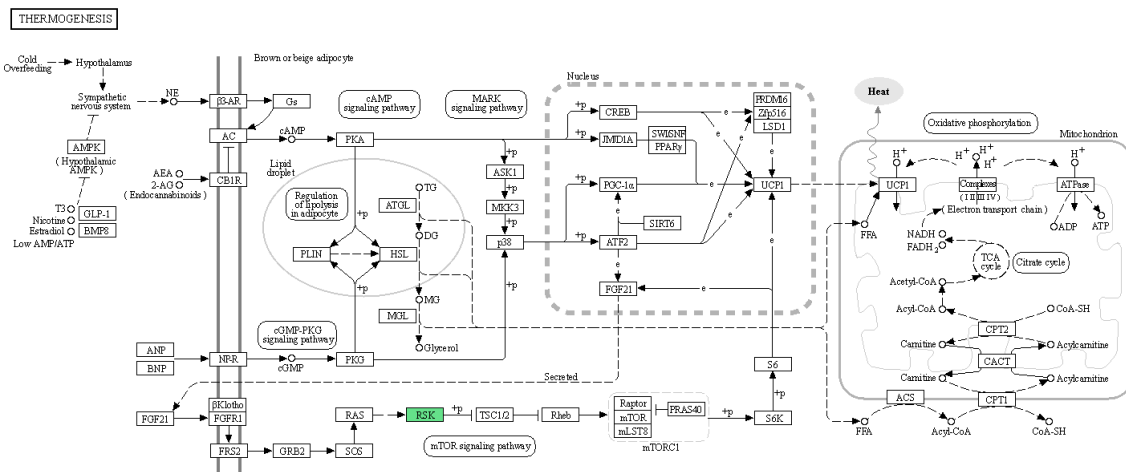 THERMOGENESIS
Cold
Overfeeding
Hypothalamus
Sympathetic
nervous system
NE
AMPK
( Hypothalamic
AMPK )
T3
Nicotine
Estradiol
Low AMP/ATP
GLP-1
BMP8
AEA
2-AG
(Endocannabinoids)
Brown or beige adipocyte
β3-AR
Gs
AC
cAMP
CB1R
cAMP
signaling pathway
MARK
signaling pathway
PKA
Lipid
droplet
Regulation
of lipolysis
in adipocyte
+p
PLIN
HSL
+p
TG
ATGL
DG
MG
MGL
Glycerol
+p
ASK1
+p
MKK3
+p
p38
+p
cGMP-PKG
signaling pathway
ANP
BNP
NP-R
cGMP
PKG
Nucleus
+p
CREB
e
PRDM16
Zfp516
LSD1
e
+p
JMJD1A
SWI/SNF
PPARγ
e
e
+p
PGC-1α
e
UCP1
e
SIRT6
+p
ATF2
e
e
e
FGF21
e
e
Secreted
FGF21
βKlotho
FGFR1
FRS2
GRB2
SOS
RAS
RSK
+p
TSC1/2
Rheb
mTOR signaling pathway
Raptor
mTOR
mLST8
PRAS40
mTORC1
+p
S6K
+p
S6
Heat
Oxidative phosphorylation
Mitochondrion
H+
H+
H+
H+
UCP1
Complexes
(I II III IV)
( Electron transport chain )
ATPase
ADP
ATP
FFA
NADH
FADH2
TCA
cycle
Citrate cycle
Acetyl-CoA
Acyl-CoA
CoA-SH
CPT2
Carnitine
Acylcarnitine
CACT
Carnitine
Acylcarnitine
ACS
CPT1
FFA
Acyl-CoA
CoA-SH